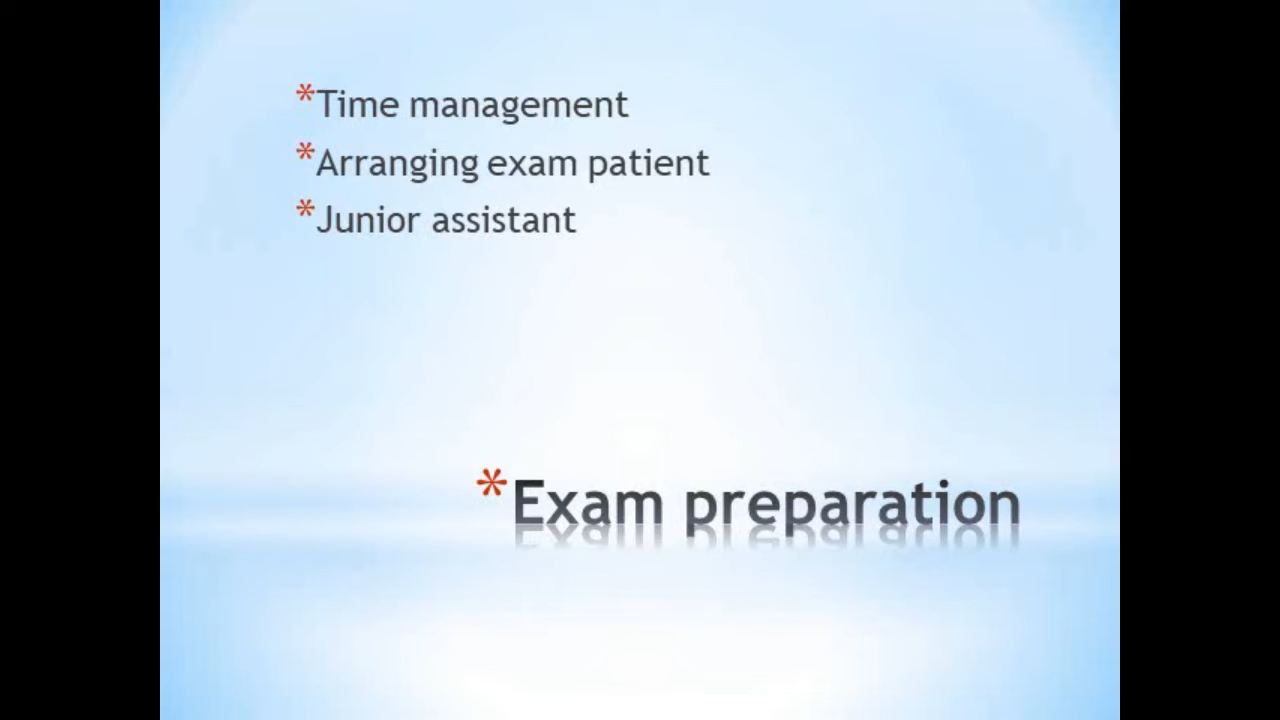 *Time management
*Arranging exam patient
*Junior assistant
*Exam preparation